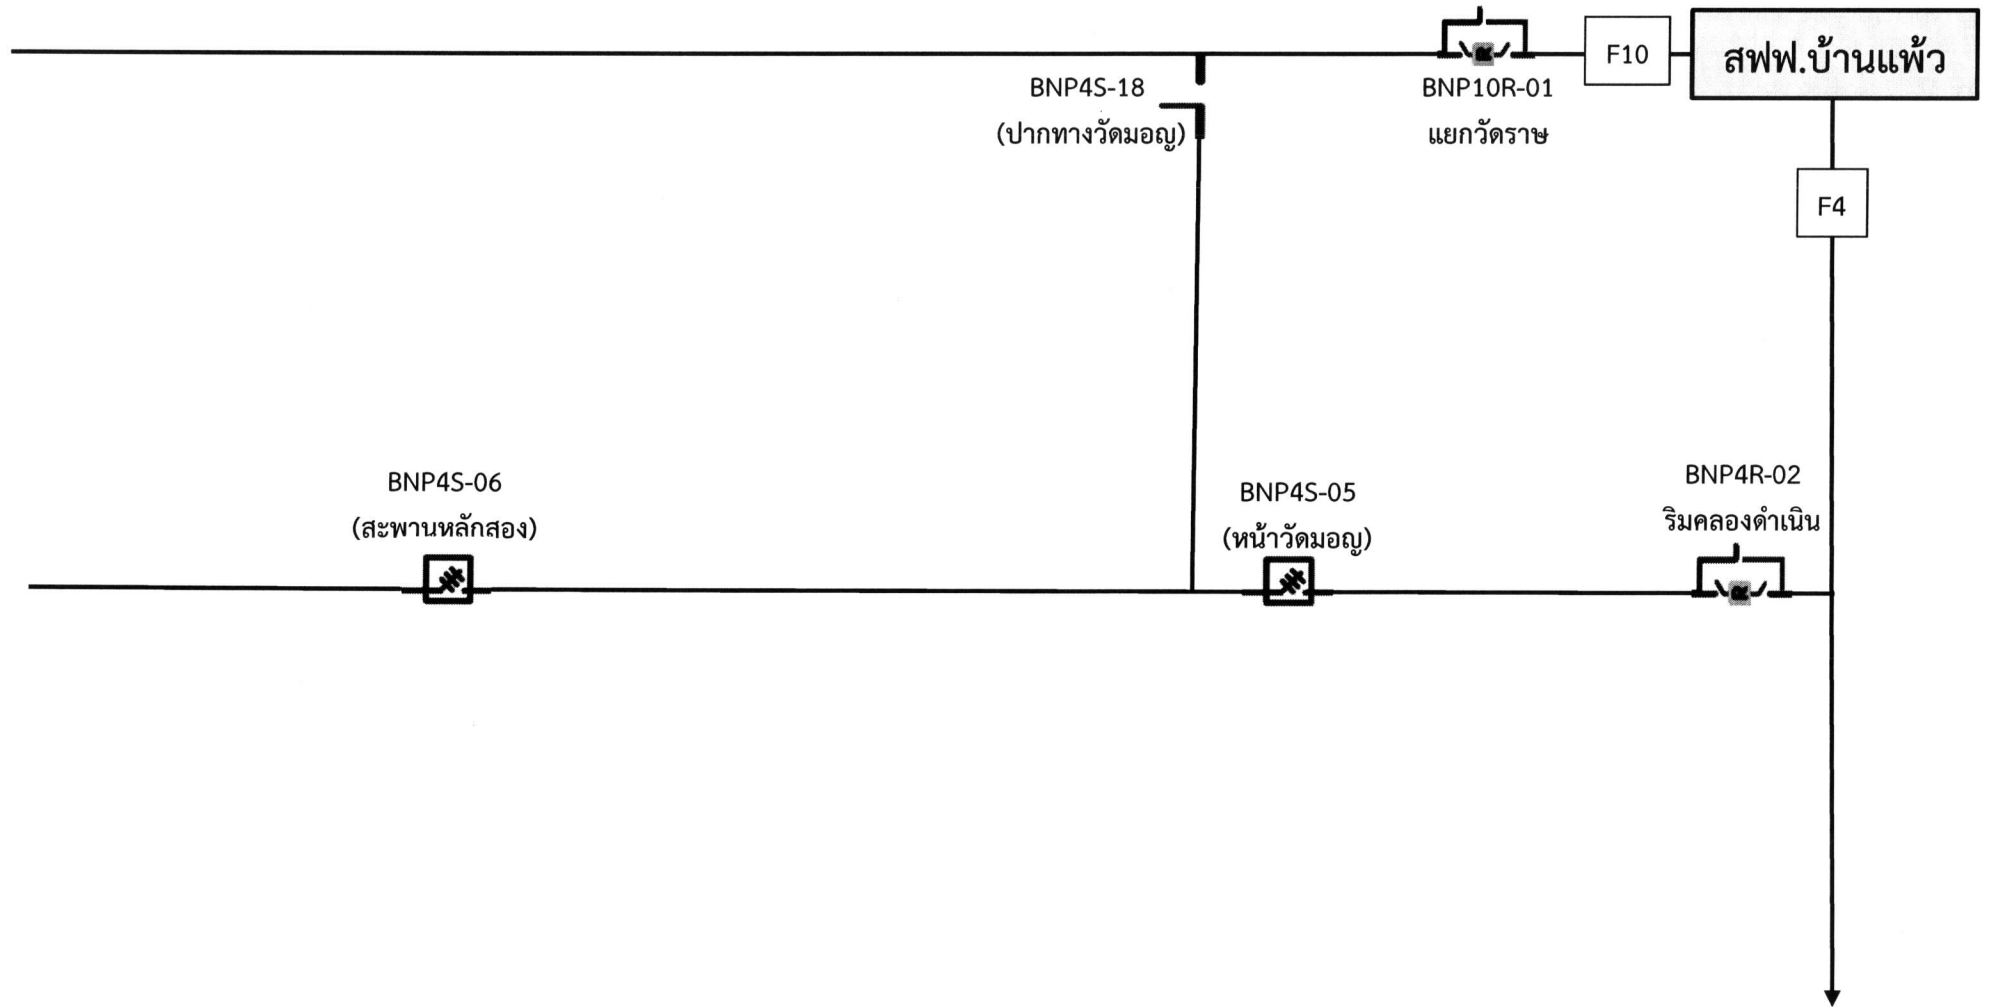 สฟฟ.บ้านแพ้ว
F10
BNP10R-01
แยกวัดราษ
BNP4S-18
(ปากทางวัดมอญ)
F4
BNP4S-06
(สะพานหลักสอง)
BNP4S-05
(หน้าวัดมอญ)
BNP4R-02
ริมคลองดำเนิน
R
R